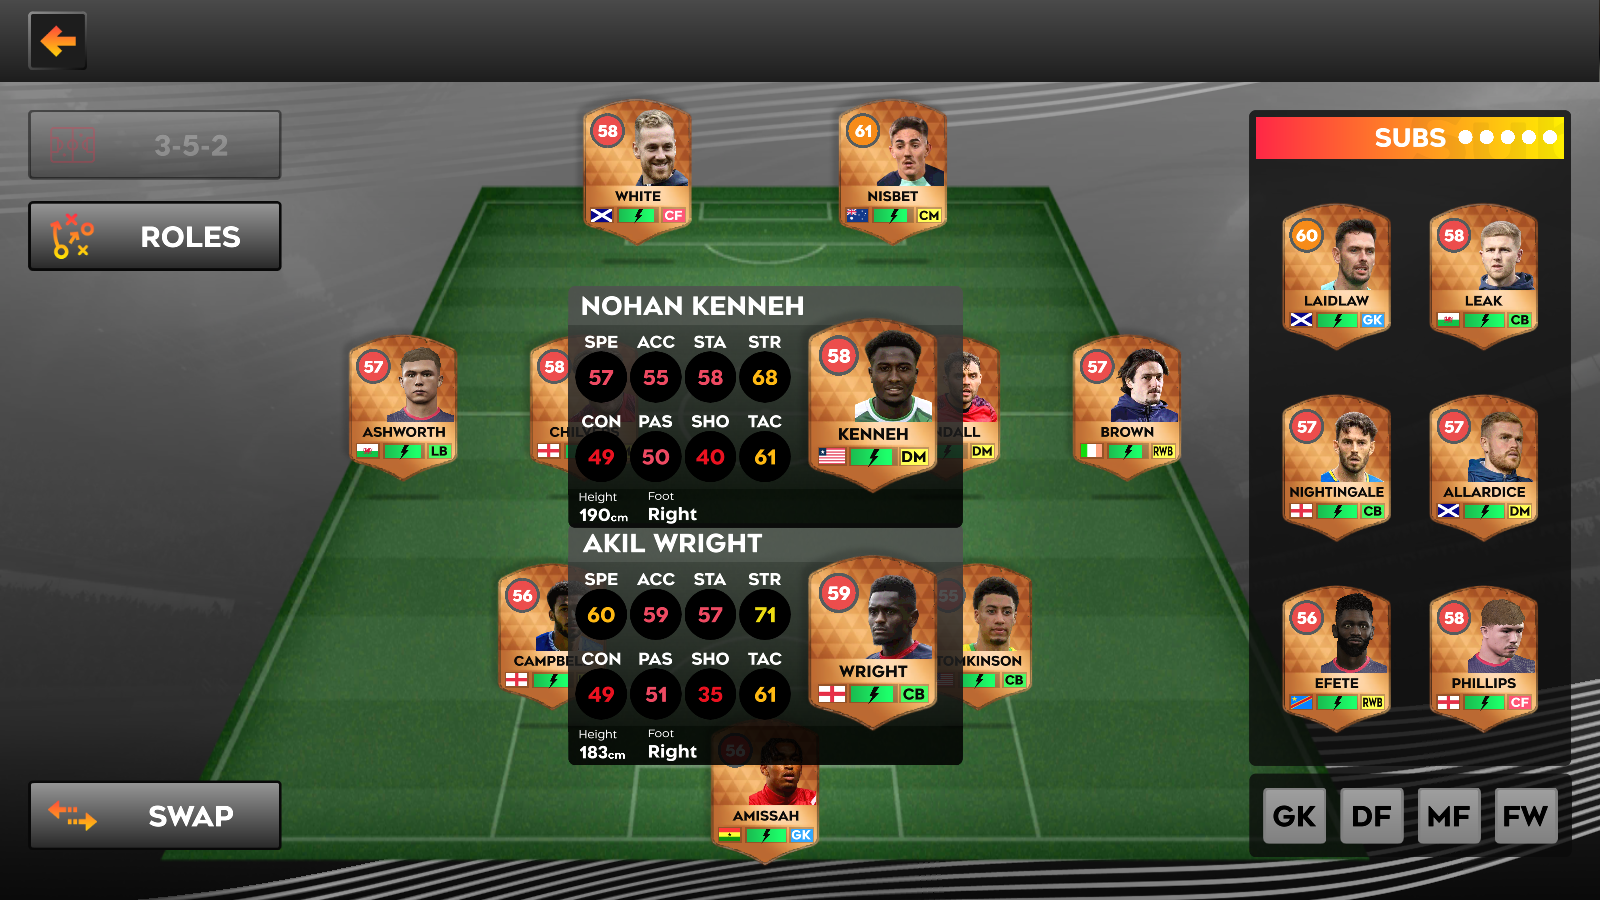 3-5-2
ROLES
SWAP
58
WHITE
CF
61
NISBET
CM
57
ASHWORTH
LB
58
NOHAN KENNEH
SPE ACC STA STR
57 55 58 68
CON PAS SHO TAC
49 50 40 61
Height Foot
190cm Right
58
KENNEH
DM
DM
57
BROWN
RWB
56
AKIL WRIGHT
SPE ACC STA STR
60 59 57 71
CON PAS SHO TAC
49 51 35 61
Height Foot
183cm Right
59
WRIGHT
CB
55
CB
56
AMISSAH
GK
SUBS
60
LAIDLAW
GK
58
LEAK
CB
57
NIGHTINGALE
CB
57
ALLARDICE
DM
56
EFETE
RWB
58
PHILLIPS
CF
GK DF MF FW